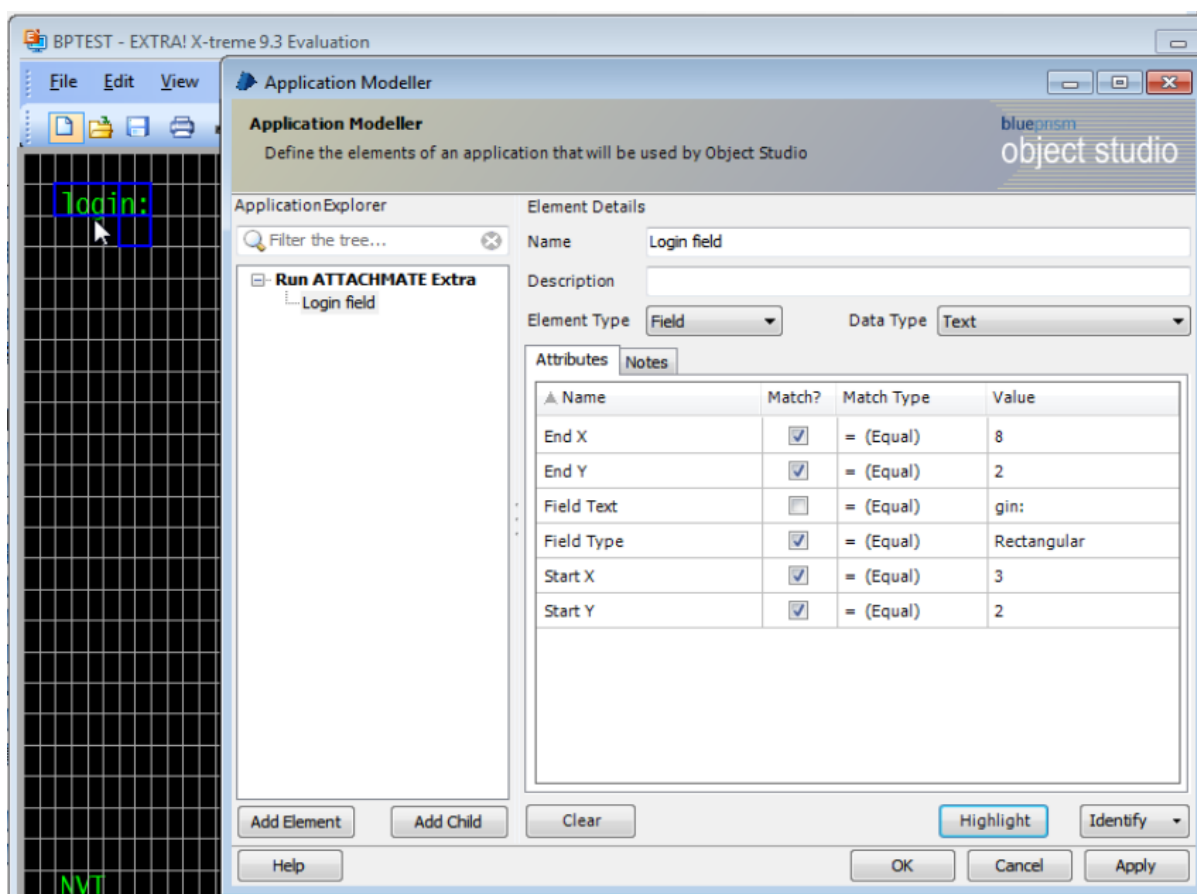 BPTEST - EXTRA! X-treme 9.3 Evaluation
File Edit View
Application Modeller
Application Modeller
Define the elements of an application that will be used by Object Studio
blueprism
object studio
login:
NVT
Application Explorer
Filter the tree...
Run ATTACHMATE Extra
Login field
Add Element Add Child
Element Details
Name Login field
Description
Element Type Field Data Type Text
Attributes Notes
Name Match? Match Type Value
End X = (Equal) 8
End Y = (Equal) 2
Field Text = (Equal) gin:
Field Type = (Equal) Rectangular
Start X = (Equal) 3
Start Y = (Equal) 2
Clear Highlight Identify
Help OK Cancel Apply